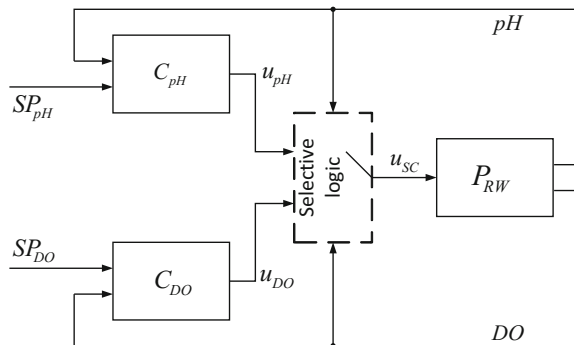 pH
C_pH
u_pH
SP_pH
Selective
logic
u_SC
P_RW
SP_DO
C_DO
u_DO
DO